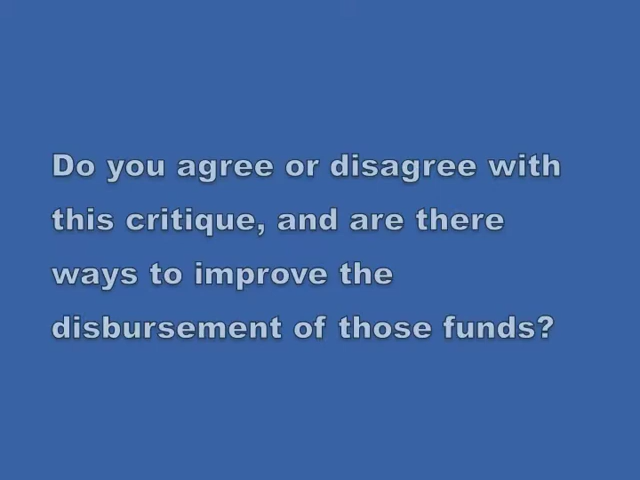 Do you agree or disagree with
this critique, and are there
ways to improve the
disbursement of those funds?